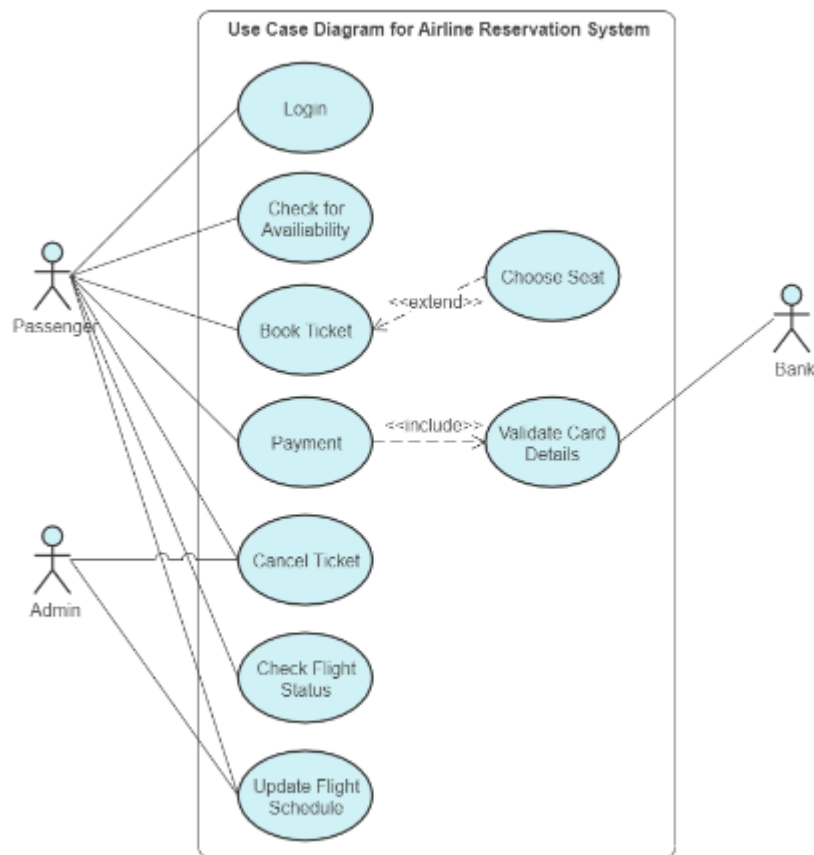 Use Case Diagram for Airline Reservation System
Login
Check for
Availiability
Choose Seat
<<extend>>
Passenger
Book Ticket
Bank
<<include>>
Payment
Validate Card
Details
Cancel Ticket
Admin
Check Flight
Status
Update Flight
Schedule